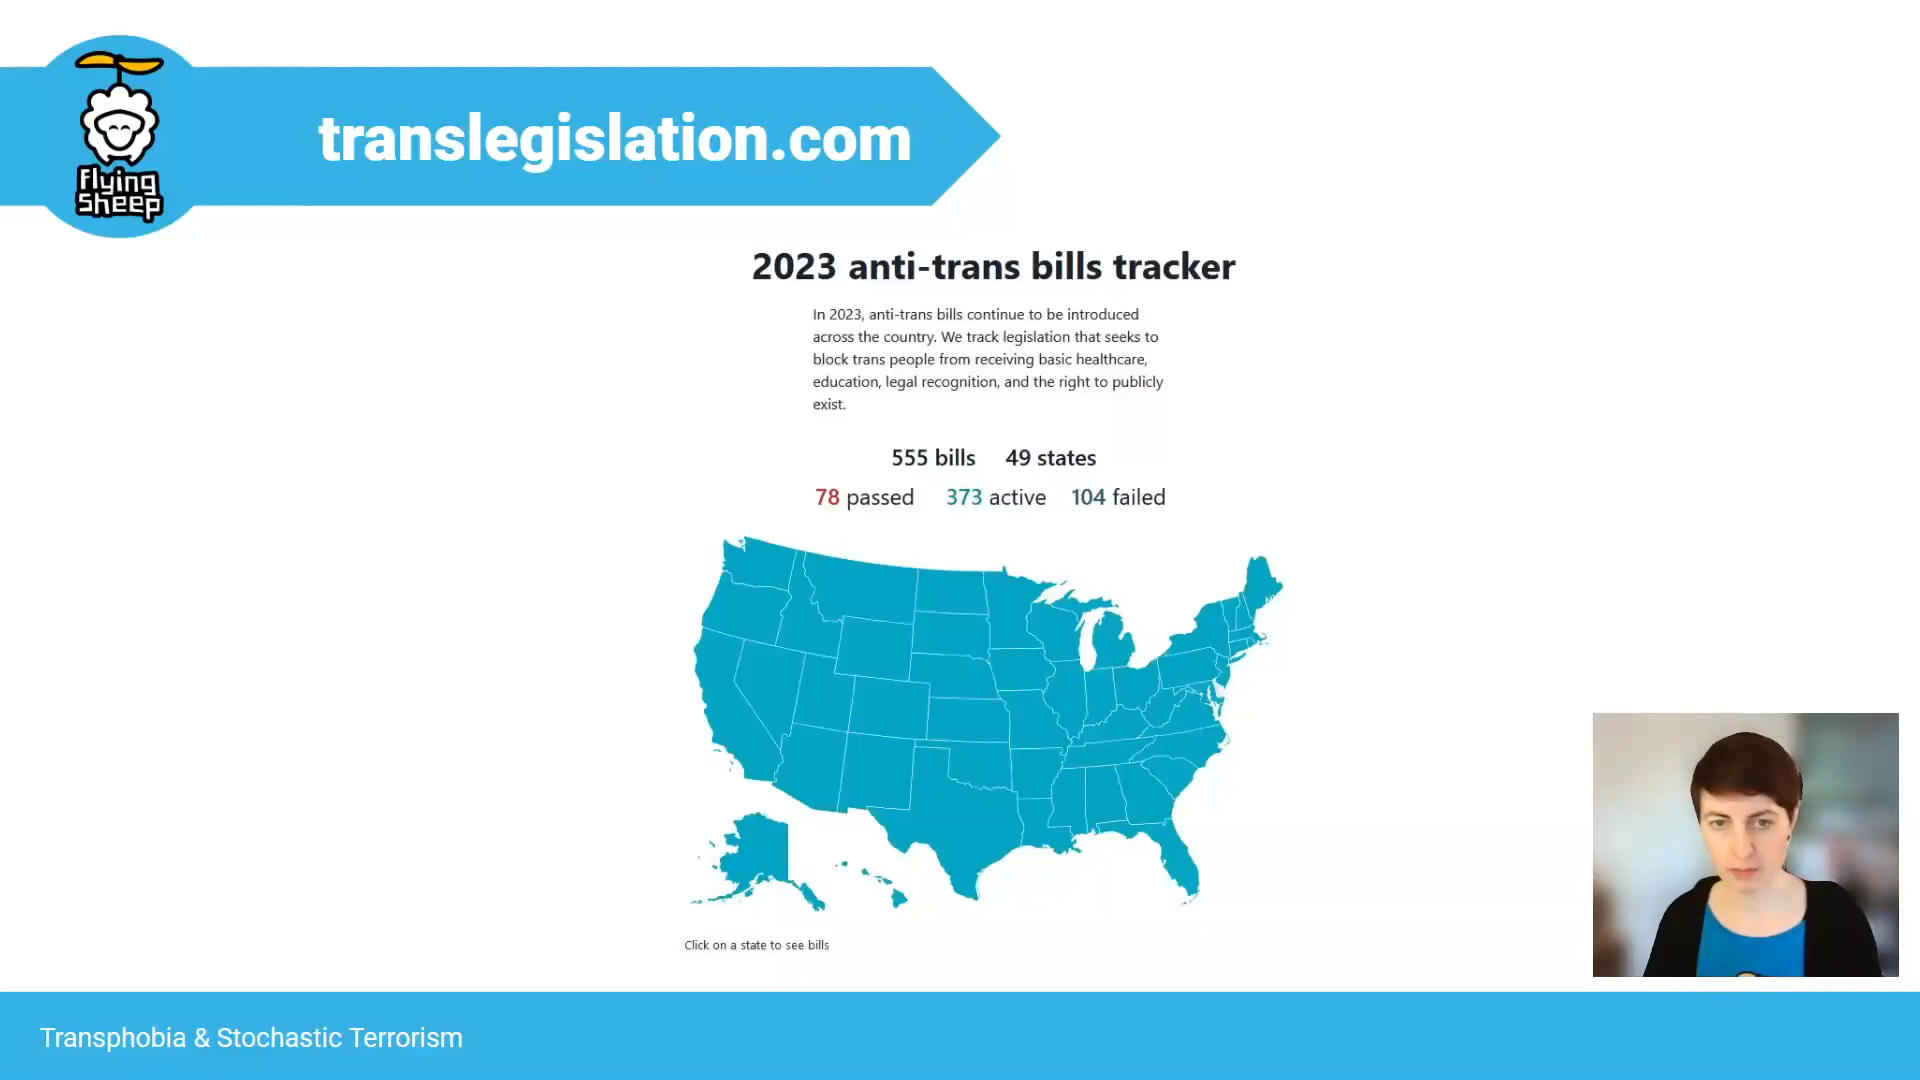 Flying
Sheep
translegislation.com
2023 anti-trans bills tracker
In 2023, anti-trans bills continue to be introduced
across the country. We track legislation that seeks to
block trans people from receiving basic healthcare,
education, legal recognition, and the right to publicly
exist.
555 bills 49 states
78 passed 373 active 104 failed
Click on a state to see bills
Transphobia & Stochastic Terrorism